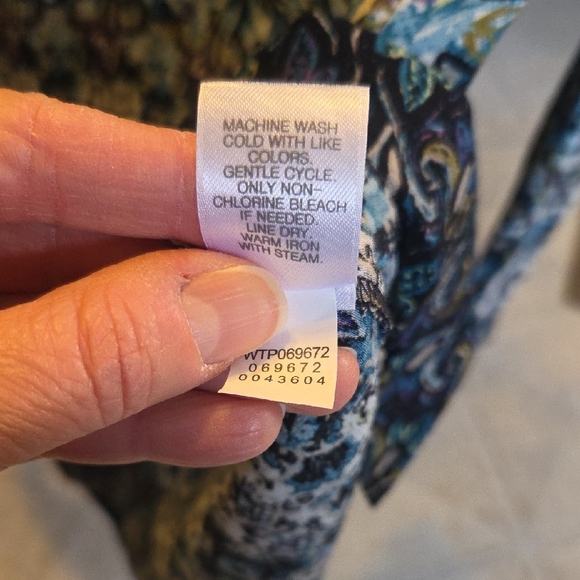 MACHINE WASH
COLD WITH LIKE
COLORS.
GENTLE CYCLE.
ONLY NON-
CHLORINE BLEACH
IF NEEDED.
LINE DRY.
WARM IRON
WITH STEAM.
WTP069672
069672
0043604